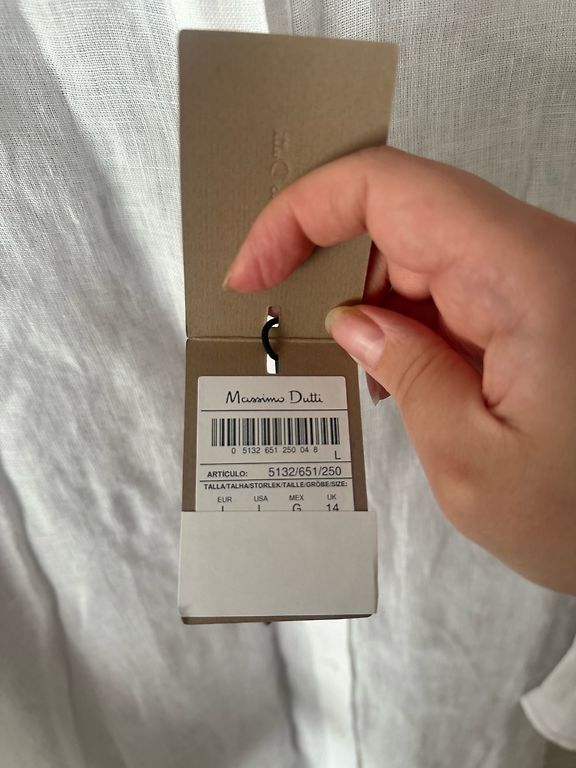 Massimo Dutti
0 5132 651 250 04 8
L
ARTÍCULO: 5132/651/250
TALLA/TALHA/STORLEK/TAILLE/GRÖßE/SIZE:
EUR USA MEX UK
L L G 14